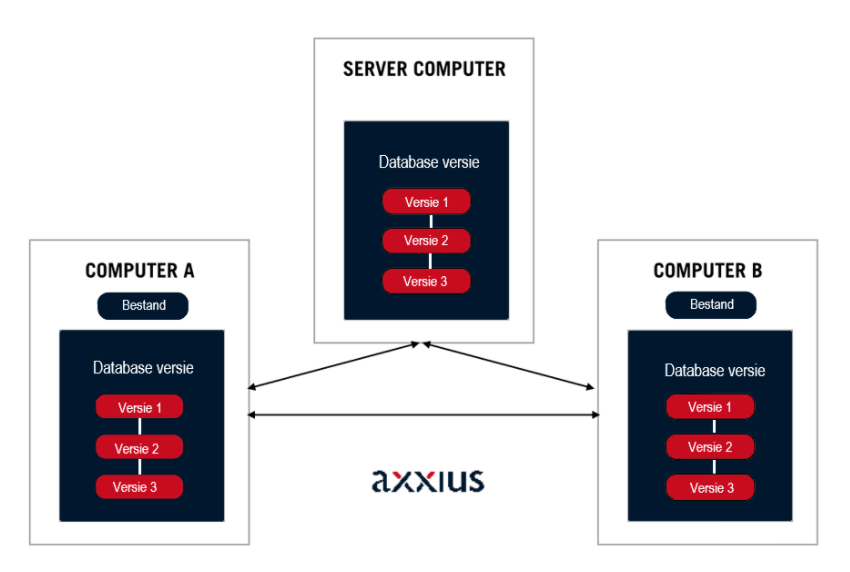 SERVER COMPUTER
Database versie
Versie 1
Versie 2
Versie 3
COMPUTER A
Bestand
Database versie
Versie 1
Versie 2
Versie 3
COMPUTER B
Bestand
Database versie
Versie 1
Versie 2
Versie 3
axxius